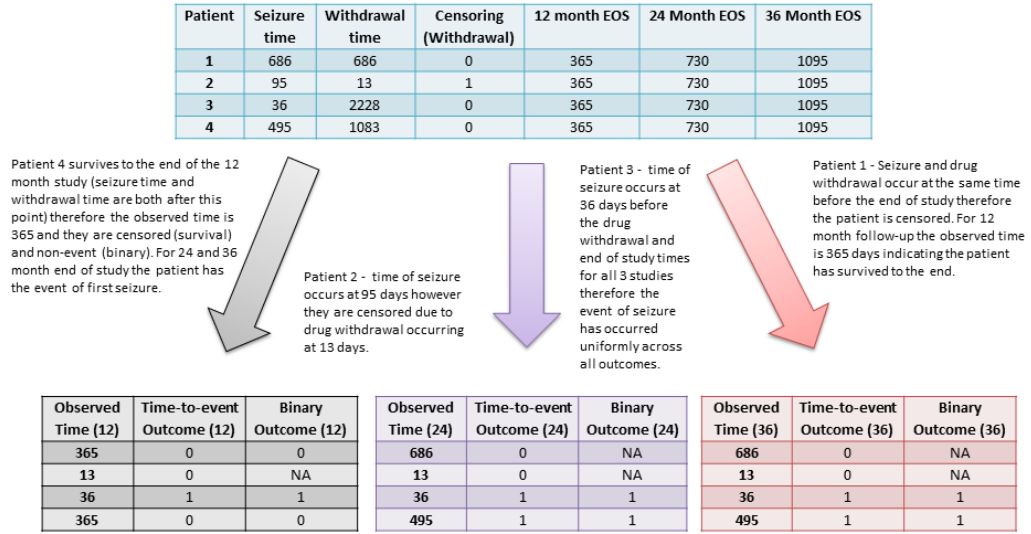 Patient Seizure time Withdrawal time Censoring (Withdrawal) 12 month EOS 24 Month EOS 36 Month EOS
1 686 686 0 365 730 1095
2 95 13 1 365 730 1095
3 36 2228 0 365 730 1095
4 495 1083 0 365 730 1095
Patient 4 survives to the end of the 12
month study (seizure time and
withdrawal time are both after this
point) therefore the observed time is
365 and they are censored (survival)
and non-event (binary). For 24 and 36
month end of study the patient has
the event of first seizure.
Patient 2 - time of seizure
occurs at 95 days however
they are censored due to
drug withdrawal occurring
at 13 days.
Patient 3 - time of
seizure occurs at
36 days before
the drug
withdrawal and
end of study times
for all 3 studies
therefore the
event of seizure
has occurred
uniformly across
all outcomes.
Patient 1 - Seizure and drug
withdrawal occur at the same time
before the end of study therefore
the patient is censored. For 12
month follow-up the observed time
is 365 days indicating the patient
has survived to the end.
Observed Time (12) Time-to-event Outcome (12) Binary Outcome (12)
365 0 0
13 0 NA
36 1 1
365 0 0
Observed Time (24) Time-to-event Outcome (24) Binary Outcome (24)
686 0 NA
13 0 NA
36 1 1
495 1 1
Observed Time (36) Time-to-event Outcome (36) Binary Outcome (36)
686 0 NA
13 0 NA
36 1 1
495 1 1